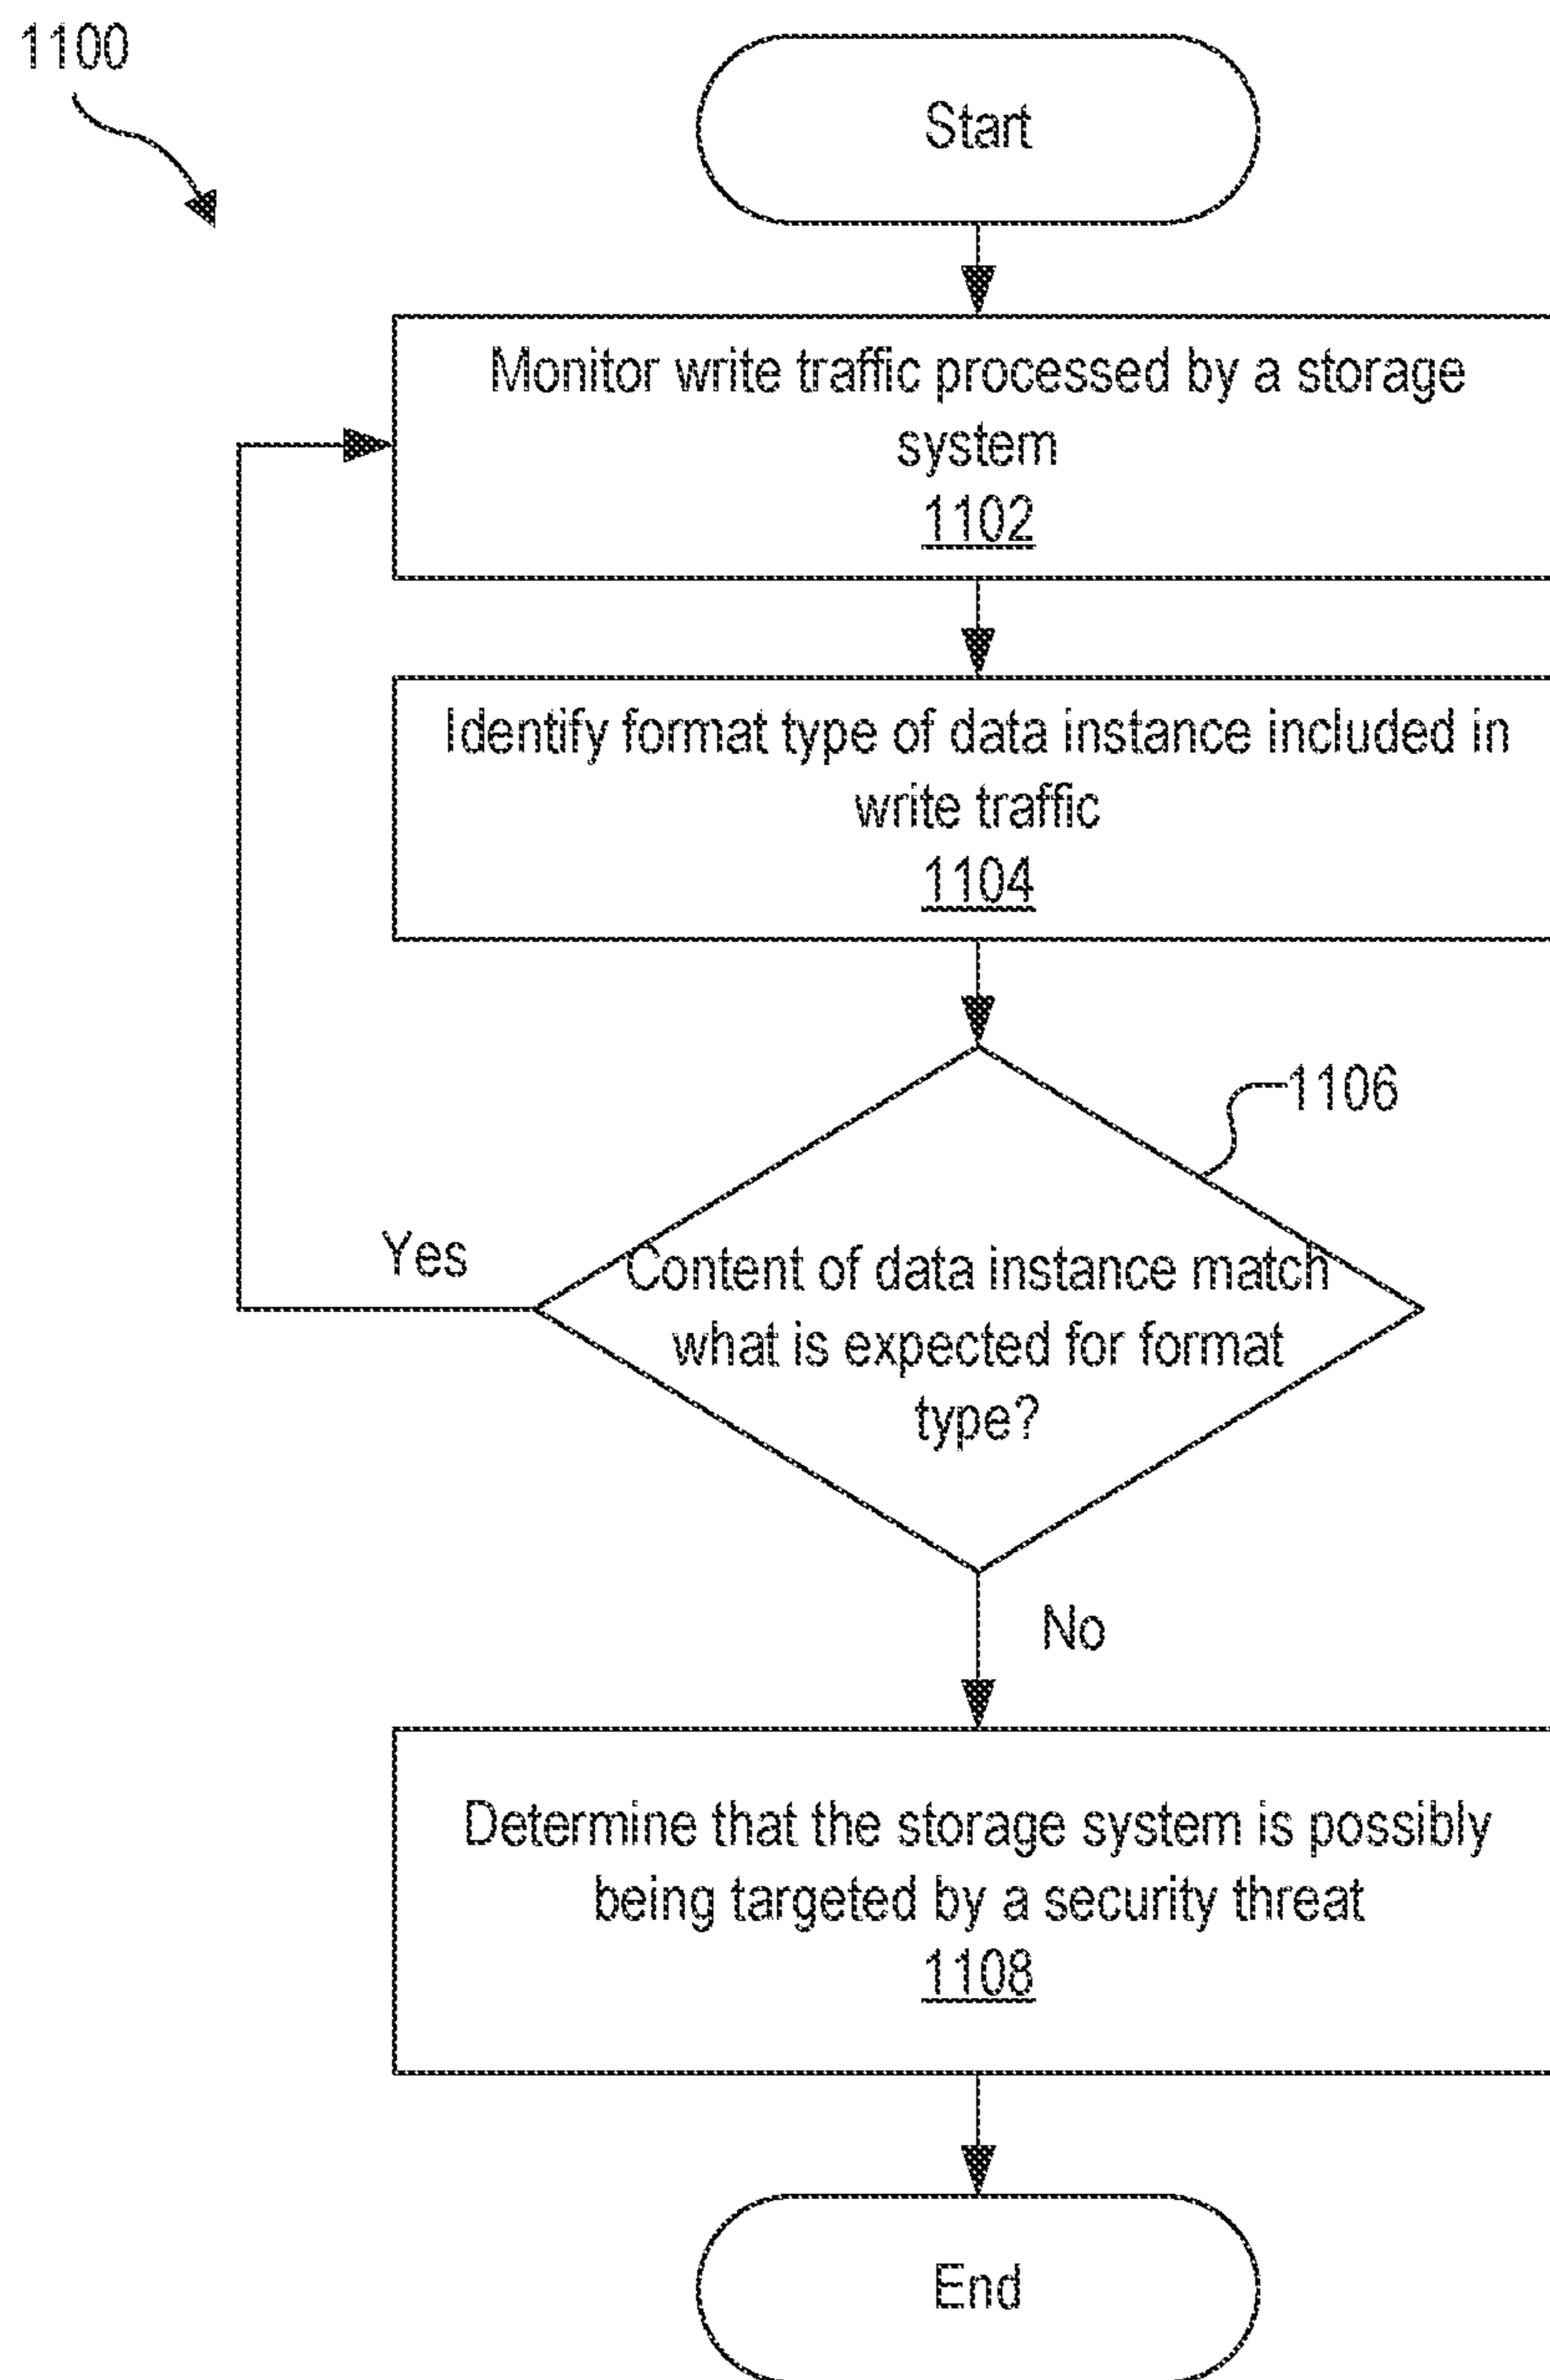 1100
Start
Monitor write traffic processed by a storage
system
1102
Identify format type of data instance included in
write traffic
1104
1106
Yes
Content of data instance match
what is expected for format
type?
No
Determine that the storage system is possibly
being targeted by a security threat
1108
End